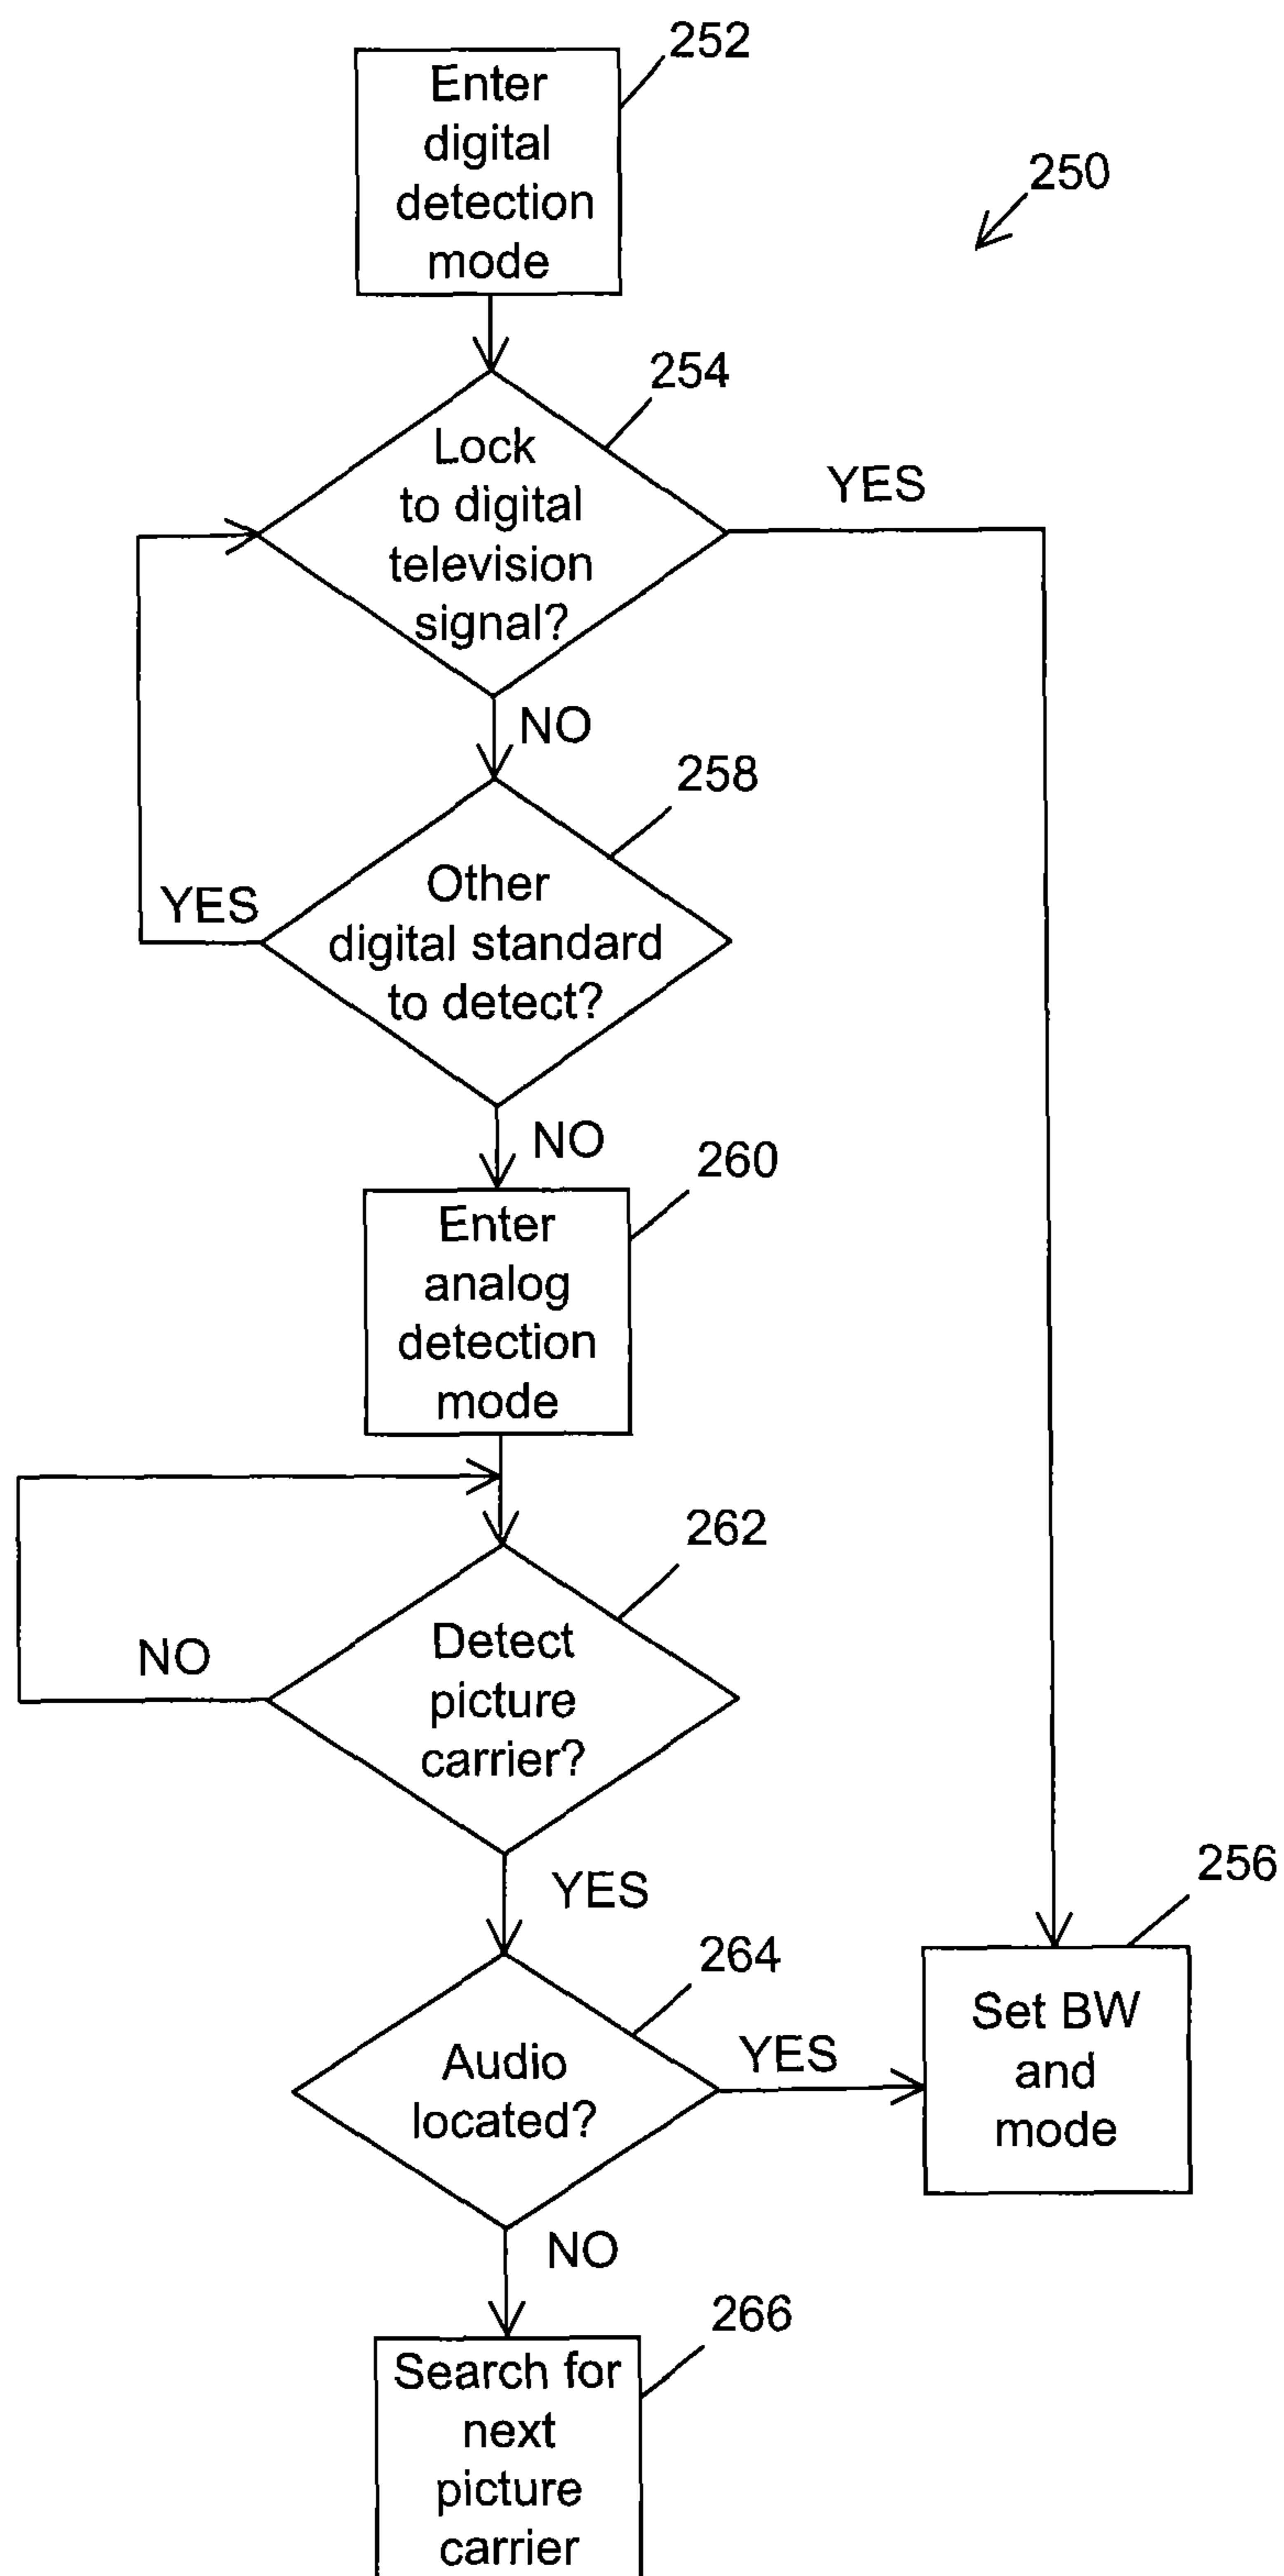 252
Enter
digital
detection
mode
250
254
Lock
to digital
television
signal?
YES
NO
258
Other
digital standard
to detect?
YES
NO
260
Enter
analog
detection
mode
262
Detect
picture
carrier?
NO
YES
256
Set BW
and
mode
264
Audio
located?
YES
NO
266
Search for
next
picture
carrier